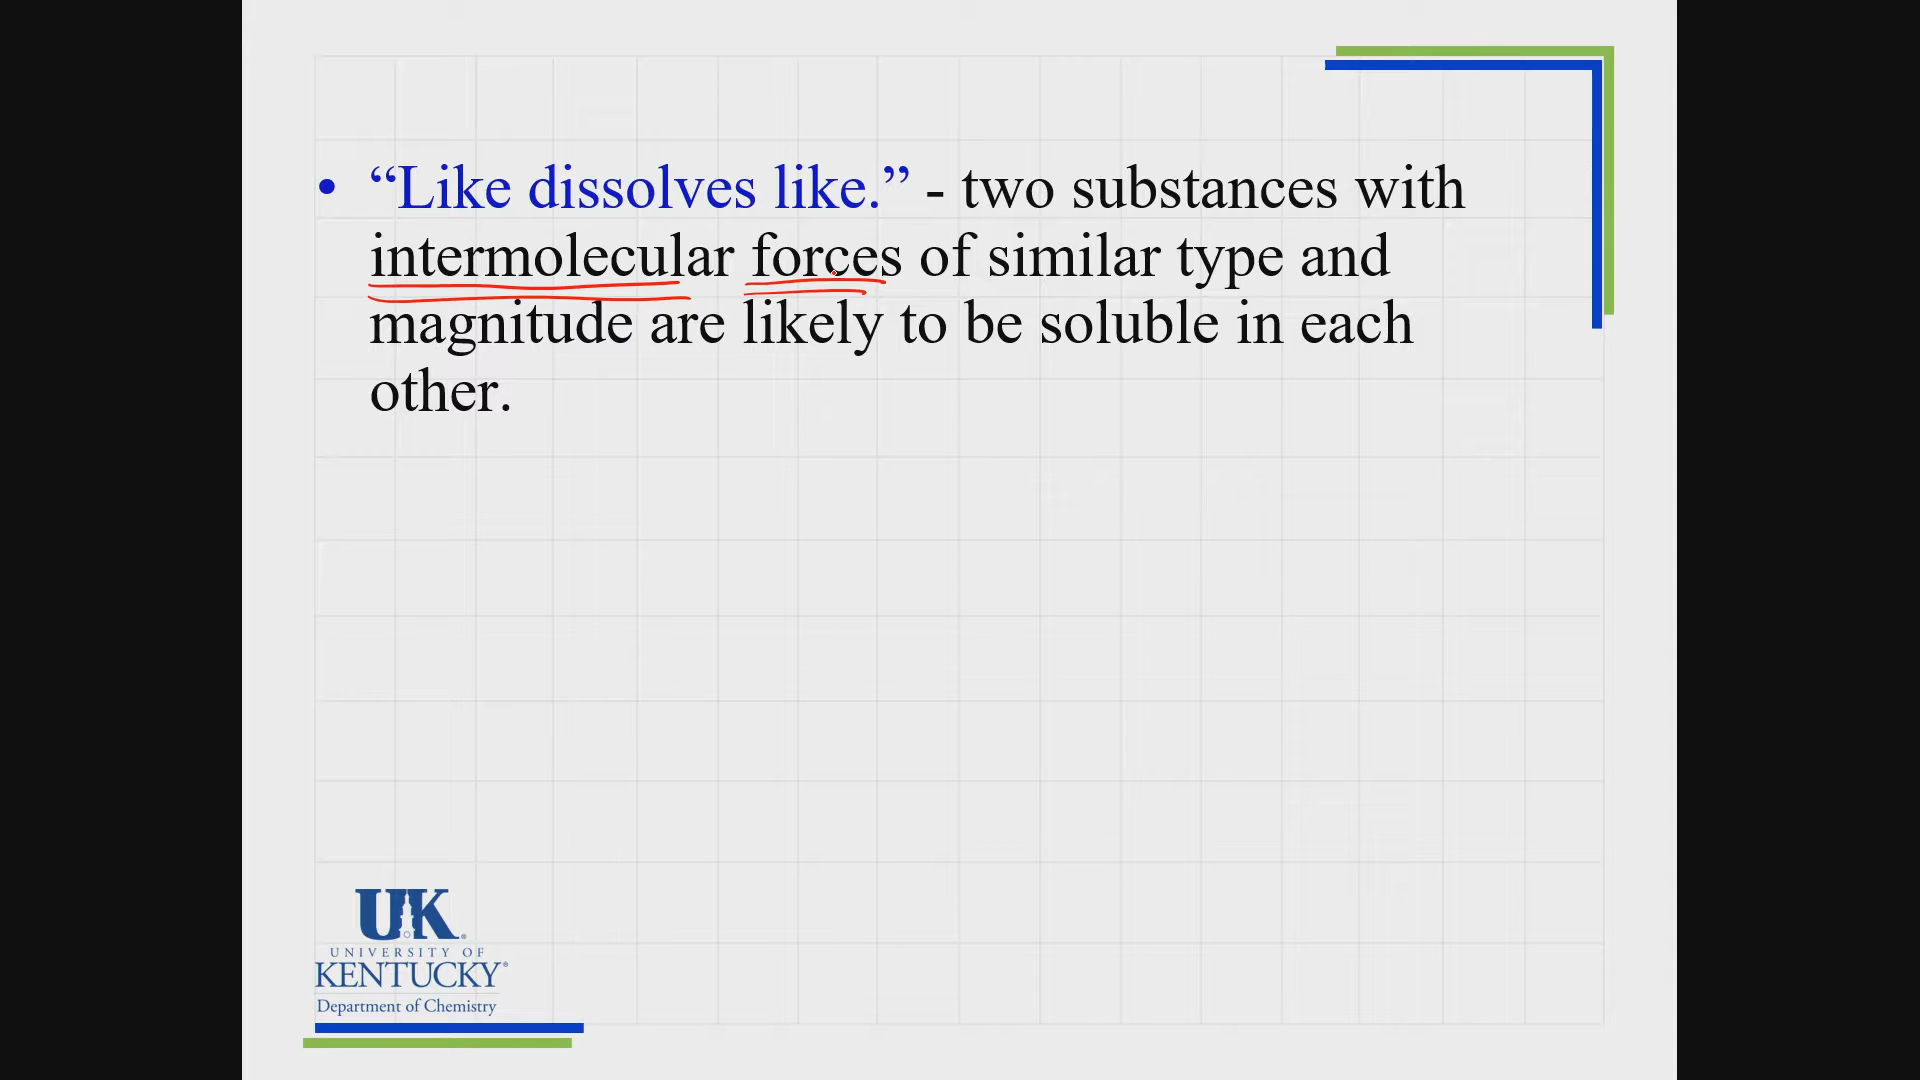 • “Like dissolves like.” - two substances with
intermolecular forces of similar type and
magnitude are likely to be soluble in each
other.
UK®
UNIVERSITY OF
KENTUCKY®
Department of Chemistry